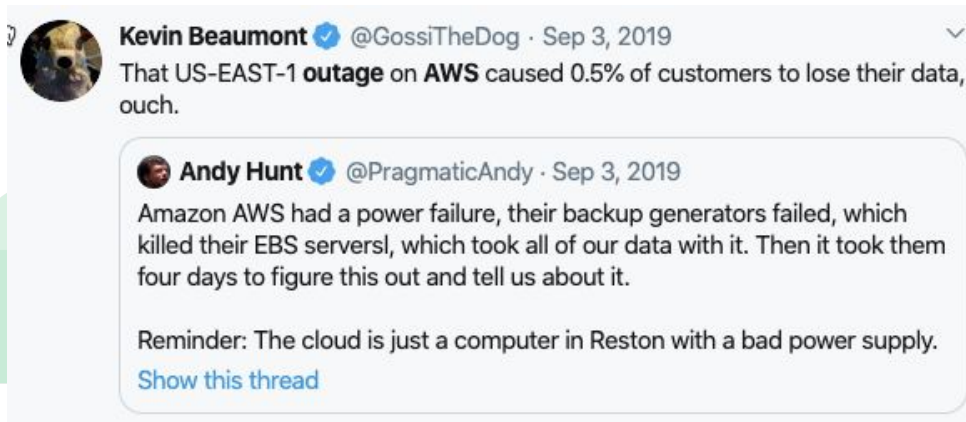 Kevin Beaumont @GossiTheDog · Sep 3, 2019
That US-EAST-1 outage on AWS caused 0.5% of customers to lose their data,
ouch.
Andy Hunt @PragmaticAndy · Sep 3, 2019
Amazon AWS had a power failure, their backup generators failed, which
killed their EBS serversl, which took all of our data with it. Then it took them
four days to figure this out and tell us about it.
Reminder: The cloud is just a computer in Reston with a bad power supply.
Show this thread